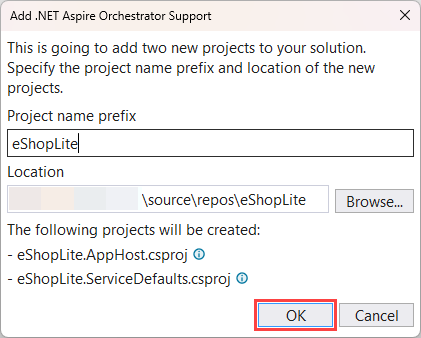 Add .NET Aspire Orchestrator Support
This is going to add two new projects to your solution.
Specify the project name prefix and location of the new
projects.
Project name prefix
eShopLite
Location
\source\repos\eShopLite
Browse...
The following projects will be created:
- eShopLite.AppHost.csproj
- eShopLite.ServiceDefaults.csproj
OK
Cancel